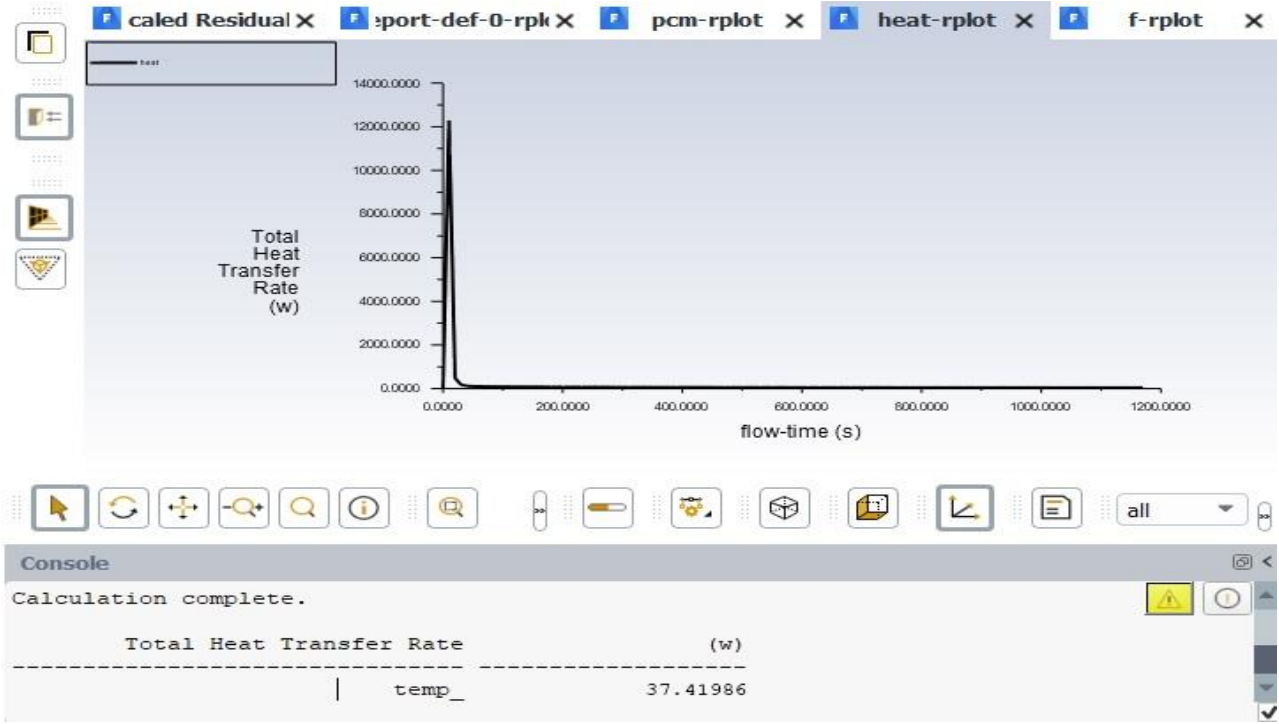 caled Residual
eport-def-0-rplo
pcm-rplot
heat-rplot
f-rplot
heat
14000.0000
12000.0000
10000.0000
8000.0000
6000.0000
4000.0000
2000.0000
0.0000
Total
Heat
Transfer
Rate
(w)
0.0000 200.0000 400.0000 600.0000 800.0000 1000.0000 1200.0000
flow-time (s)
all
Console
Calculation complete.
Total Heat Transfer Rate (w)
-------------------------------- -------------------
temp_ 37.41986